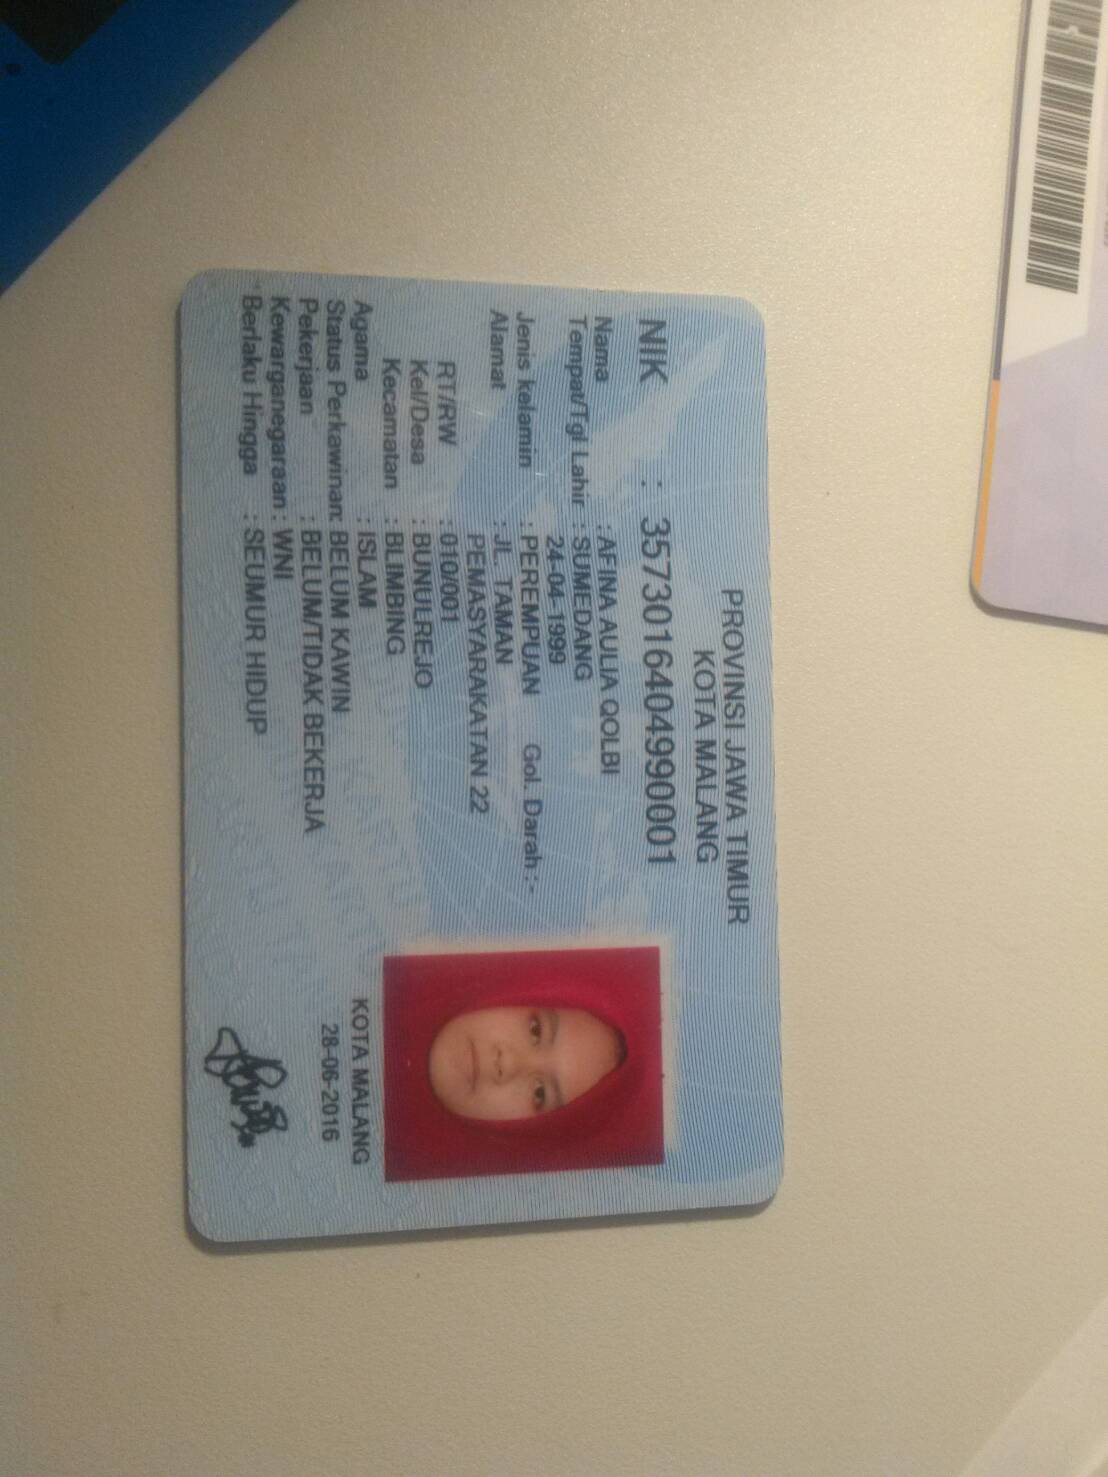 PROVINSI JAWA TIMUR
KOTA MALANG
NIK : 3573016404990001
Nama : AFINA AULIA QOLBI
Tempat/Tgl Lahir : SUMEDANG
24-04-1999
Jenis kelamin : PEREMPUAN Gol. Darah :-
Alamat : JL. TAMAN
PEMASYARAKATAN 22
RT/RW : 010/001
Kel/Desa : BUNULREJO
Kecamatan : BLIMBING
Agama : ISLAM
Status Perkawinan: BELUM KAWIN
Pekerjaan : BELUM/TIDAK BEKERJA
Kewarganegaraan: WNI
Berlaku Hingga : SEUMUR HIDUP
KOTA MALANG
28-06-2016